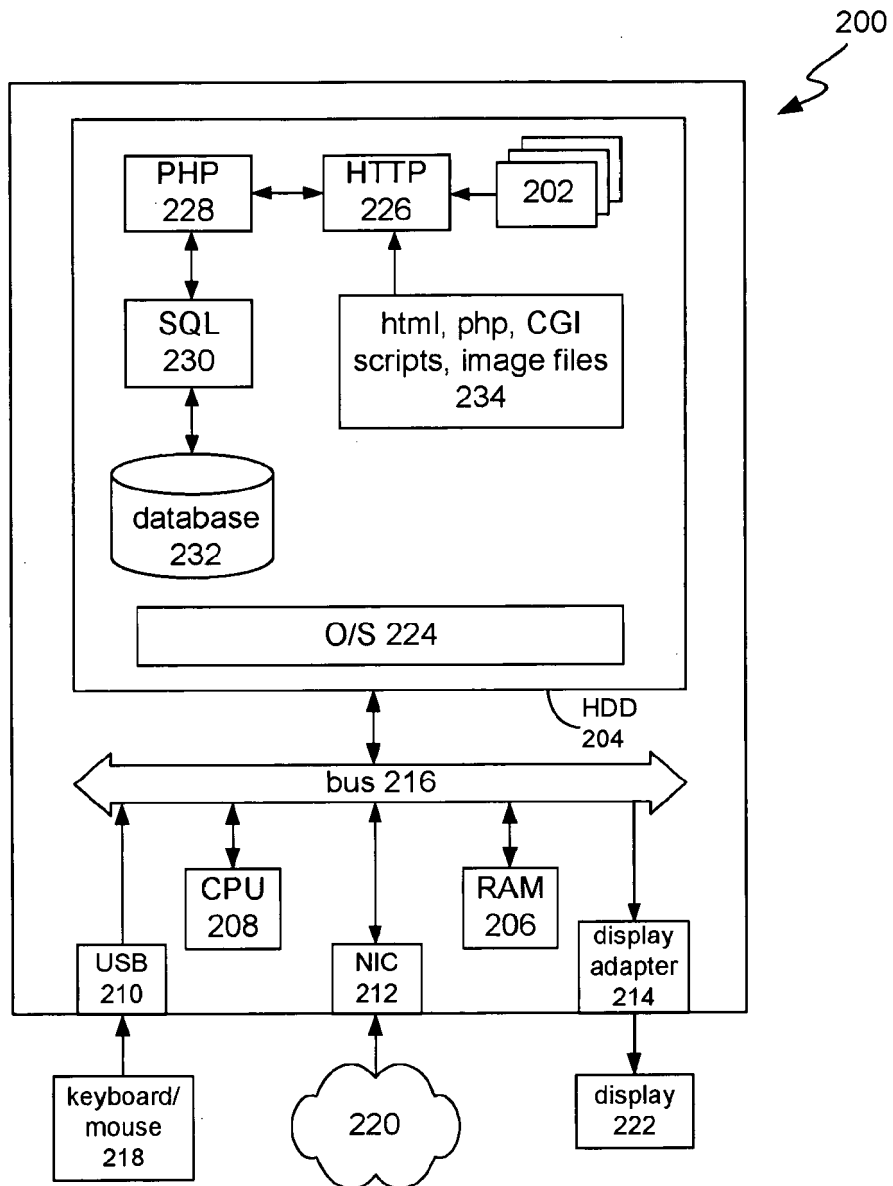 200
PHP
228
HTTP
226
202
SQL
230
html, php, CGI
scripts, image files
234
database
232
O/S 224
HDD
204
bus 216
CPU
208
RAM
206
USB
210
NIC
212
display
adapter
214
keyboard/
mouse
218
220
display
222